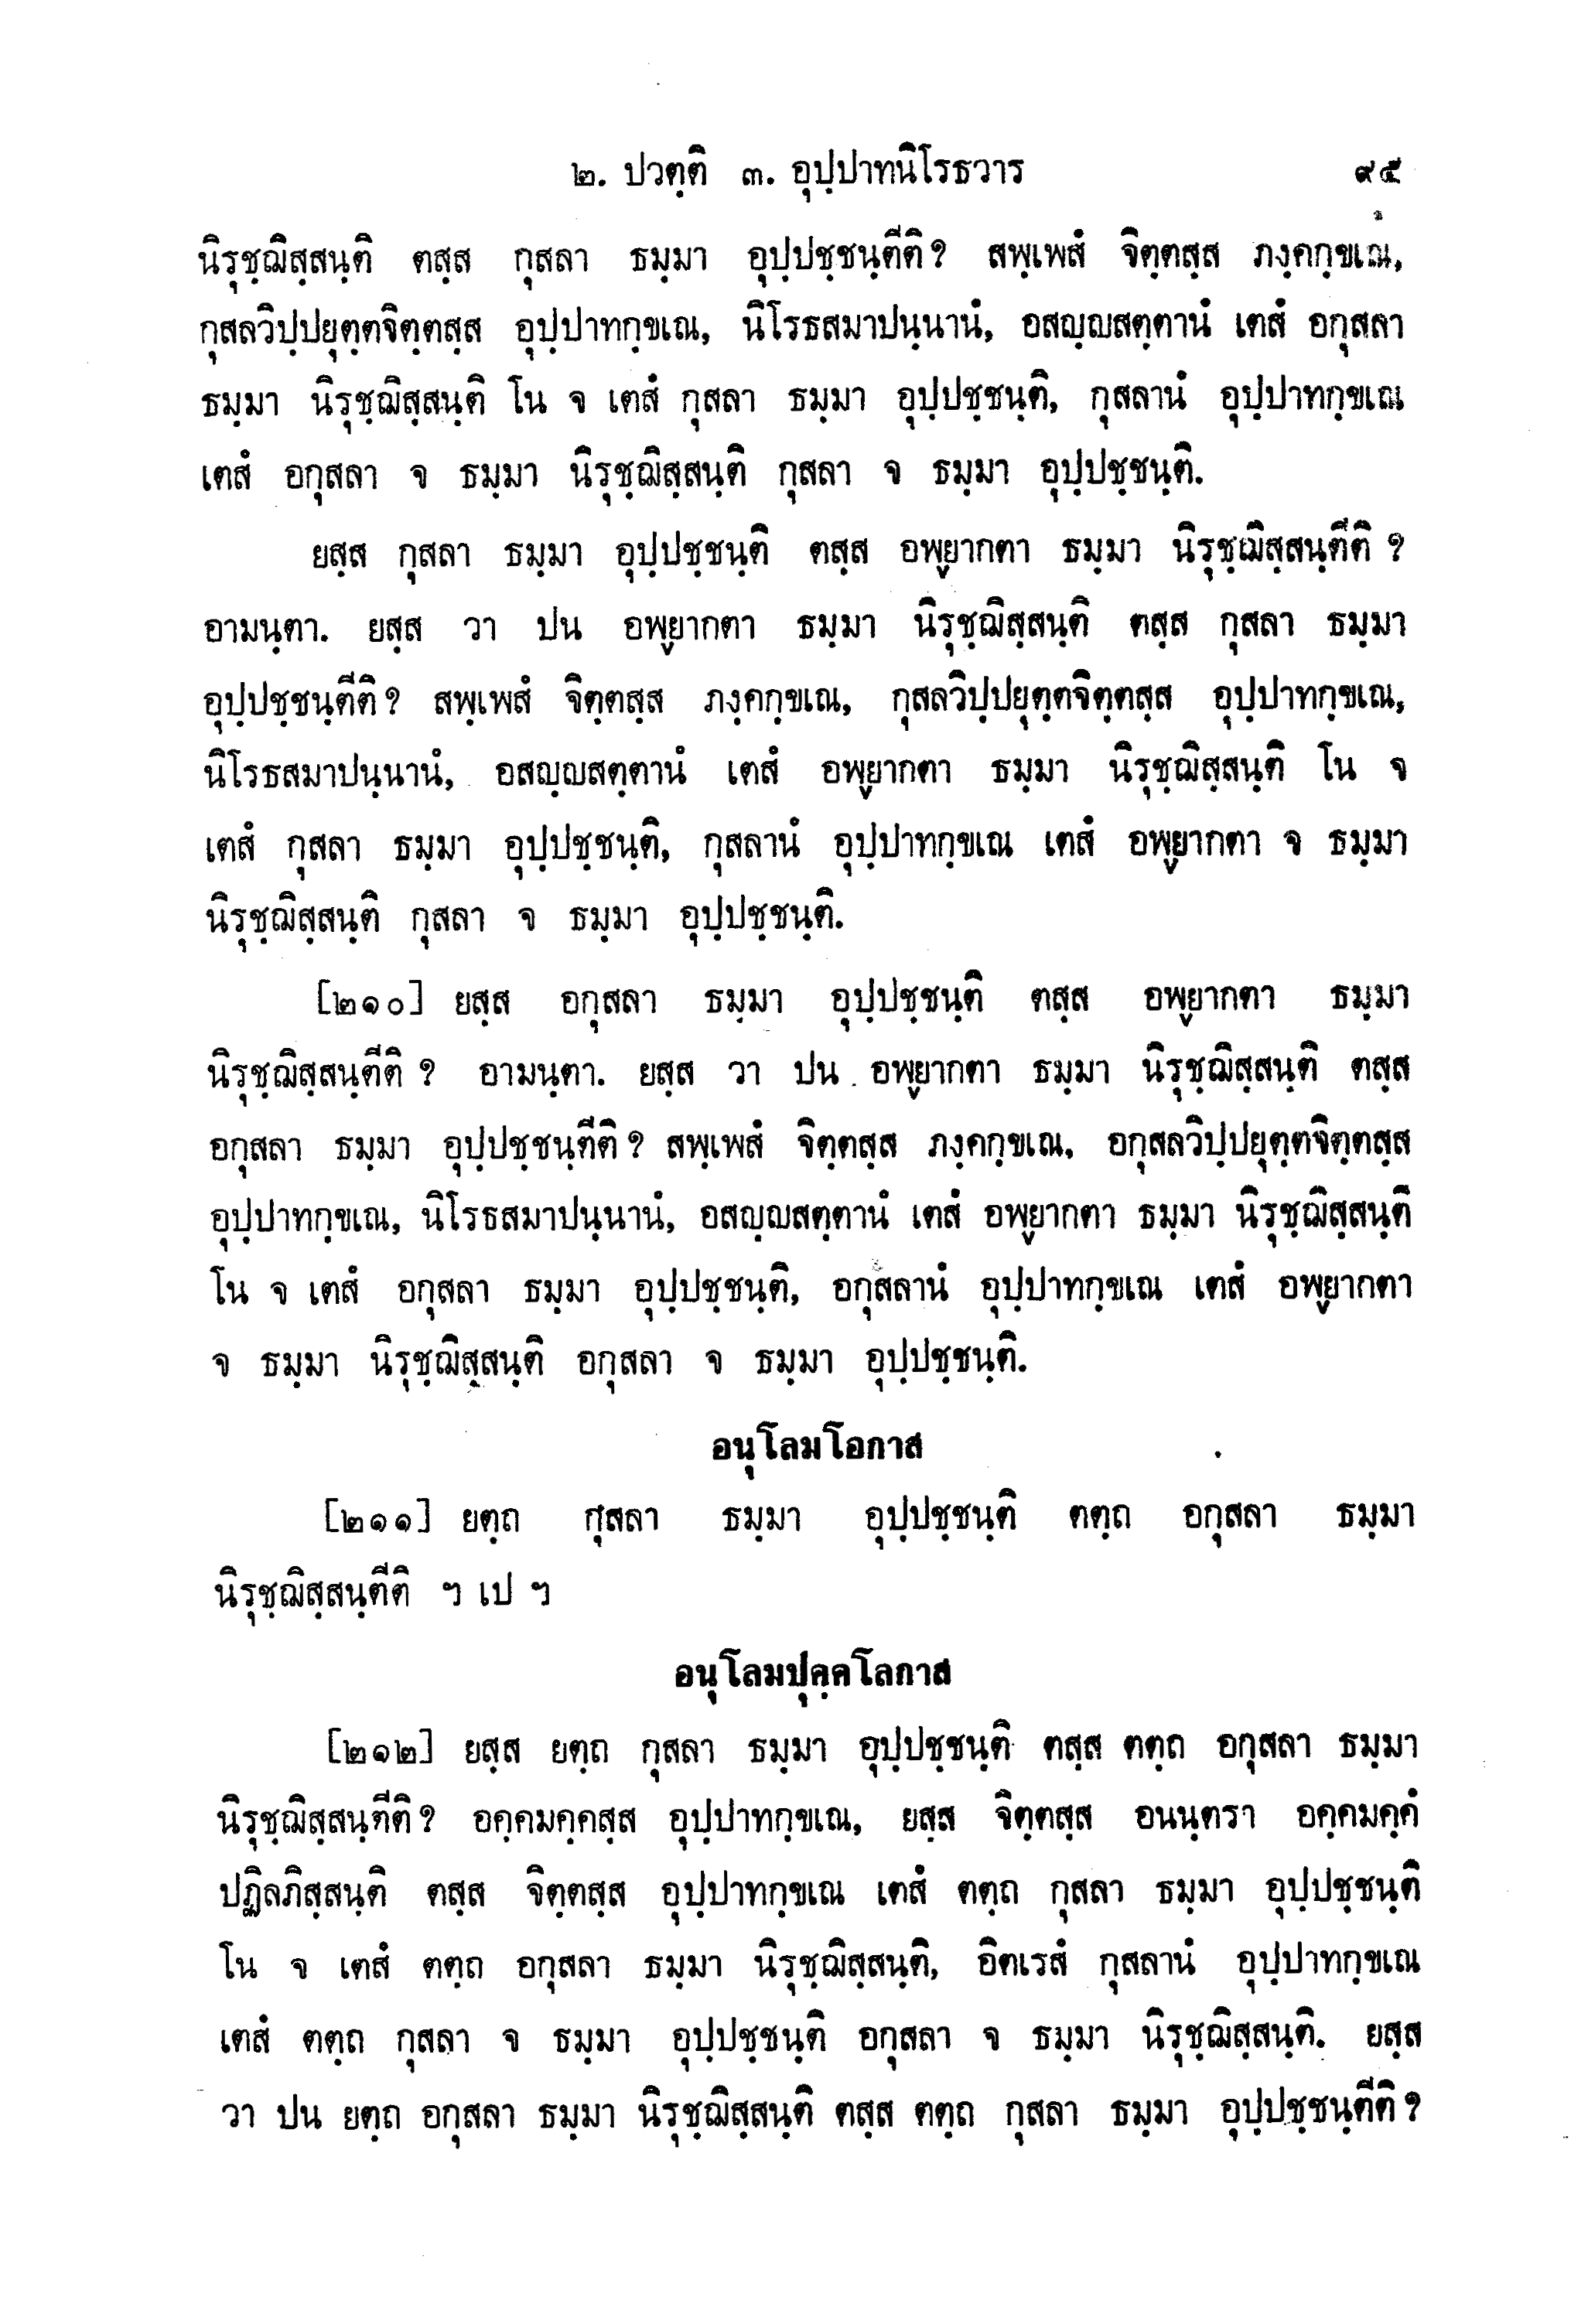 ๒. ปวตฺติ ๓. อุปฺปาทนิโรธวาร ๙๕
นิรุชฺฌิสฺสนฺติ ตสฺส กุสลา ธมฺมา อุปฺปชฺชนฺตีติ? สพฺเพสํ จิตฺตสฺส ภงฺคกฺขเณ,
กุสลวิปฺปยุตฺตจิตฺตสฺส อุปฺปาทกฺขเณ, นิโรธสมาปนฺนานํ, อสญฺญสตฺตานํ เตสํ อกุสลา
ธมฺมา นิรุชฺฌิสฺสนฺติ โน จ เตสํ กุสลา ธมฺมา อุปฺปชฺชนฺติ, กุสลานํ อุปฺปาทกฺขเณ
เตสํ อกุสลา จ ธมฺมา นิรุชฺฌิสฺสนฺติ กุสลา จ ธมฺมา อุปฺปชฺชนฺติ.
ยสฺส กุสลา ธมฺมา อุปฺปชฺชนฺติ ตสฺส อพฺยากตา ธมฺมา นิรุชฺฌิสฺสนฺตีติ ?
อามนฺตา. ยสฺส วา ปน อพฺยากตา ธมฺมา นิรุชฺฌิสฺสนฺติ ตสฺส กุสลา ธมฺมา
อุปฺปชฺชนฺตีติ? สพฺเพสํ จิตฺตสฺส ภงฺคกฺขเณ, กุสลวิปฺปยุตฺตจิตฺตสฺส อุปฺปาทกฺขเณ,
นิโรธสมาปนฺนานํ, อสญฺญสตฺตานํ เตสํ อพฺยากตา ธมฺมา นิรุชฺฌิสฺสนฺติ โน จ
เตสํ กุสลา ธมฺมา อุปฺปชฺชนฺติ, กุสลานํ อุปฺปาทกฺขเณ เตสํ อพฺยากตา จ ธมฺมา
นิรุชฺฌิสฺสนฺติ กุสลา จ ธมฺมา อุปฺปชฺชนฺติ.
[๒๑๐] ยสฺส อกุสลา ธมฺมา อุปฺปชฺชนฺติ ตสฺส อพฺยากตา ธมฺมา
นิรุชฺฌิสฺสนฺตีติ ? อามนฺตา. ยสฺส วา ปน อพฺยากตา ธมฺมา นิรุชฺฌิสฺสนฺติ ตสฺส
อกุสลา ธมฺมา อุปฺปชฺชนฺตีติ ? สพฺเพสํ จิตฺตสฺส ภงฺคกฺขเณ, อกุสลวิปฺปยุตฺตจิตฺตสฺส
อุปฺปาทกฺขเณ, นิโรธสมาปนฺนานํ, อสญฺญสตฺตานํ เตสํ อพฺยากตา ธมฺมา นิรุชฺฌิสฺสนฺติ
โน จ เตสํ อกุสลา ธมฺมา อุปฺปชฺชนฺติ, อกุสลานํ อุปฺปาทกฺขเณ เตสํ อพฺยากตา
จ ธมฺมา นิรุชฺฌิสฺสนฺติ อกุสลา จ ธมฺมา อุปฺปชฺชนฺติ.
อนุโลมโอกาส
[๒๑๑] ยตฺถ กุสลา ธมฺมา อุปฺปชฺชนฺติ ตตฺถ อกุสลา ธมฺมา
นิรุชฺฌิสฺสนฺตีติ ฯ เป ฯ
อนุโลมปุคฺคโลกาส
[๒๑๒] ยสฺส ยตฺถ กุสลา ธมฺมา อุปฺปชฺชนฺติ ตสฺส ตตฺถ อกุสลา ธมฺมา
นิรุชฺฌิสฺสนฺตีติ? อคฺคมคฺคสฺส อุปฺปาทกฺขเณ, ยสฺส จิตฺตสฺส อนนฺตรา อคฺคมคฺคํ
ปฏิลภิสฺสนฺติ ตสฺส จิตฺตสฺส อุปฺปาทกฺขเณ เตสํ ตตฺถ กุสลา ธมฺมา อุปฺปชฺชนฺติ
โน จ เตสํ ตตฺถ อกุสลา ธมฺมา นิรุชฺฌิสฺสนฺติ, อิตเรสํ กุสลานํ อุปฺปาทกฺขเณ
เตสํ ตตฺถ กุสลา จ ธมฺมา อุปฺปชฺชนฺติ อกุสลา จ ธมฺมา นิรุชฺฌิสฺสนฺติ. ยสฺส
วา ปน ยตฺถ อกุสลา ธมฺมา นิรุชฺฌิสฺสนฺติ ตสฺส ตตฺถ กุสลา ธมฺมา อุปฺปชฺชนฺตีติ ?